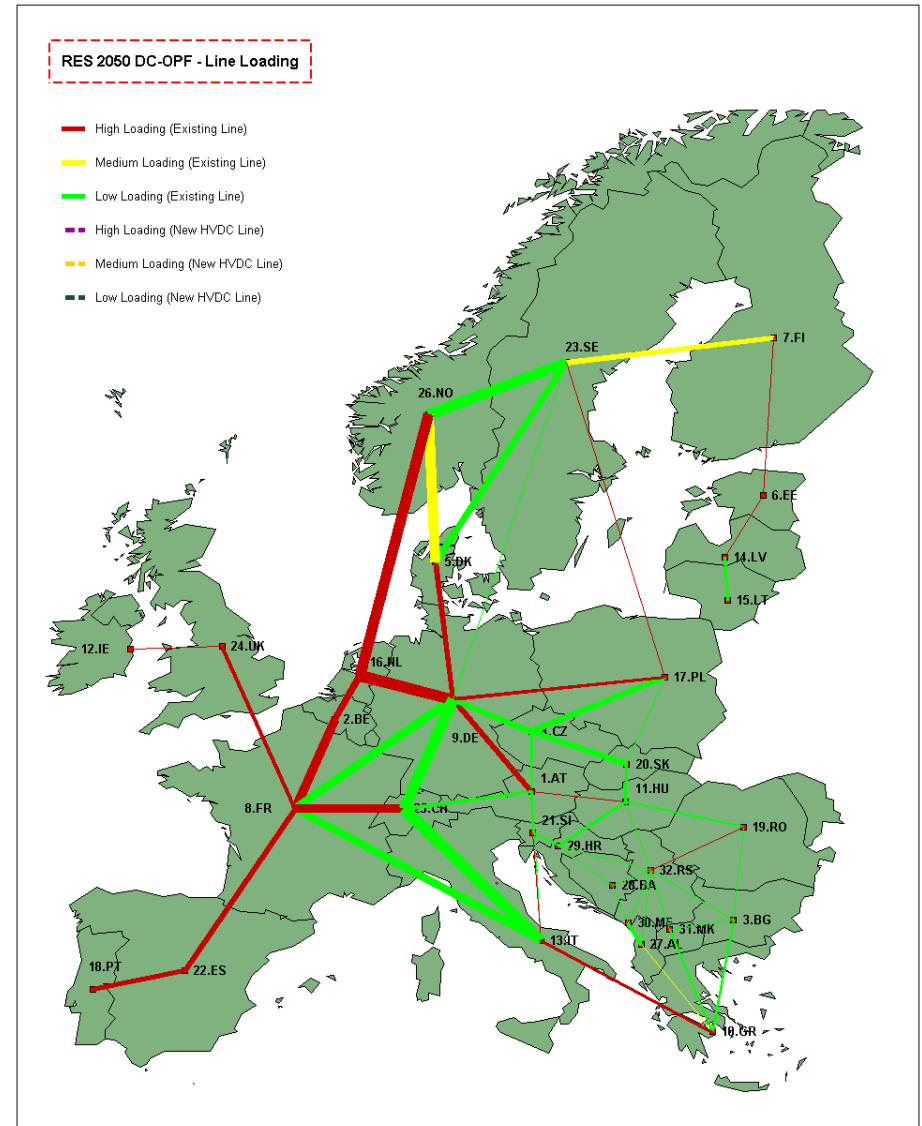 RES 2050 DC-OPF - Line Loading
High Loading (Existing Line)
Medium Loading (Existing Line)
Low Loading (Existing Line)
High Loading (New HVDC Line)
Medium Loading (New HVDC Line)
Low Loading (New HVDC Line)
7.FI
23.SE
26.NO
6.EE
14.LV
5.DK
15.LT
24.UK
12.IE
16.NL
17.PL
2.BE
9.DE
20.SK
1.AT
11.HU
8.FR
25.CH
21.SI
19.RO
29.HR
32.RS
28.BA
3.BG
30.ME
31.MK
13.IT
27.AL
18.PT
22.ES
10.GR